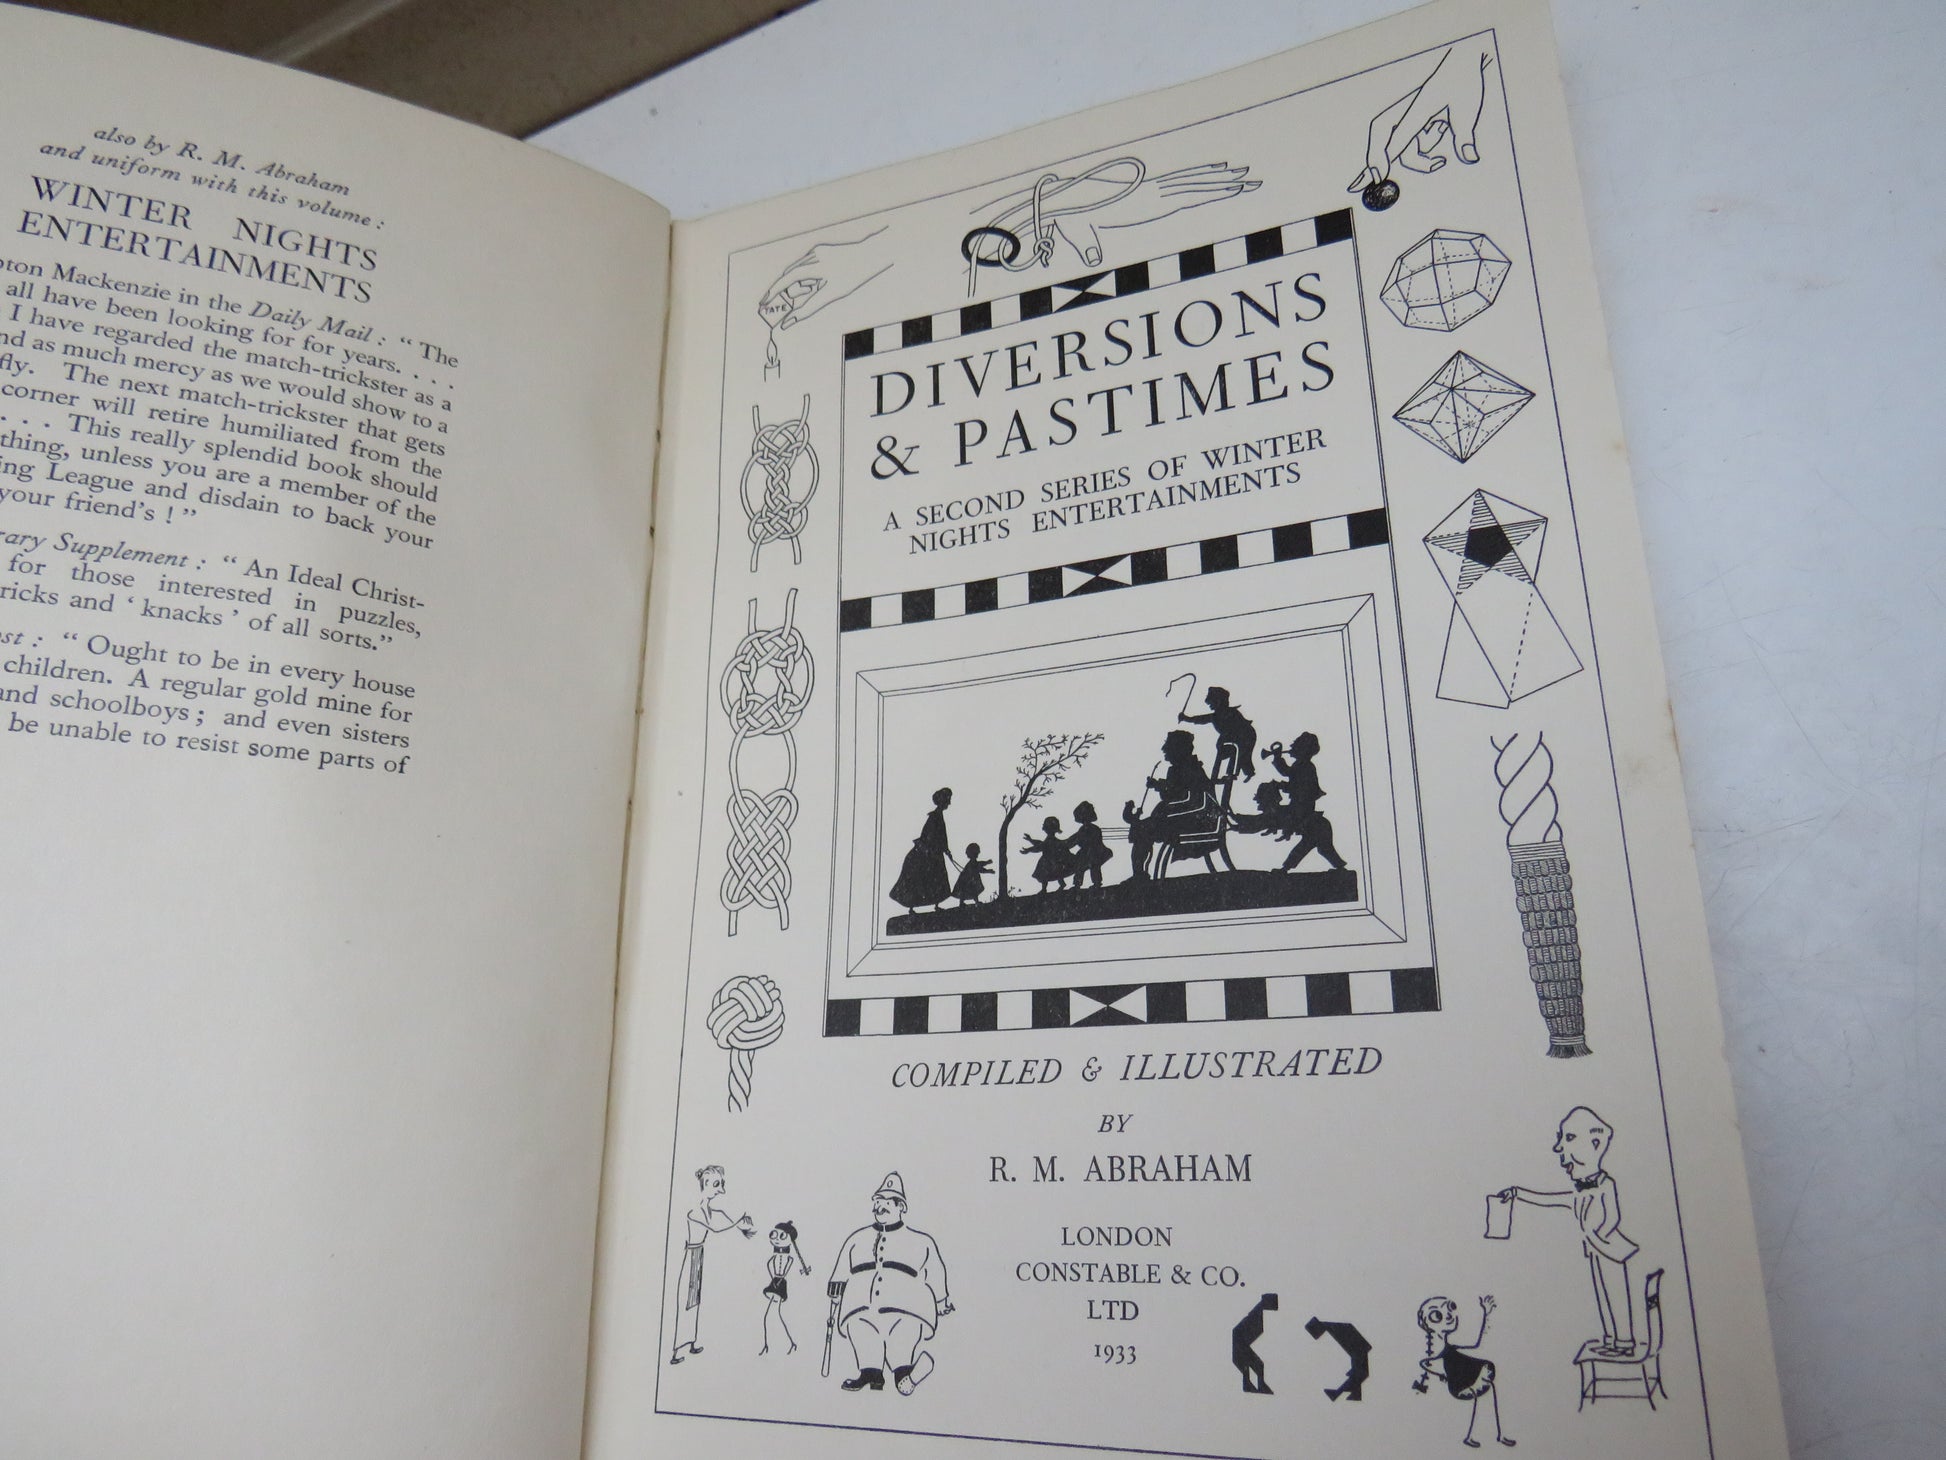 also by R. M. Abraham
and uniform with this volume :
WINTER NIGHTS
ENTERTAINMENTS
Mackenzie in the Daily Mail : “ The
all have been looking for for years. . . .
I have regarded the match-trickster as a
as much mercy as we would show to a
fly. The next match-trickster that gets
corner will retire humiliated from the
. . . This really splendid book should
thing, unless you are a member of the
League and disdain to back your
your friend's ! ”
Supplement : “ An Ideal Christ-
for those interested in puzzles,
and ‘ knacks ’ of all sorts.”
“ Ought to be in every house
children. A regular gold mine for
and schoolboys ; and even sisters
be unable to resist some parts of
TATE
DIVERSIONS
& PASTIMES
A SECOND SERIES OF WINTER
NIGHTS ENTERTAINMENTS
COMPILED & ILLUSTRATED
BY
R. M. ABRAHAM
LONDON
CONSTABLE & CO.
LTD
1933